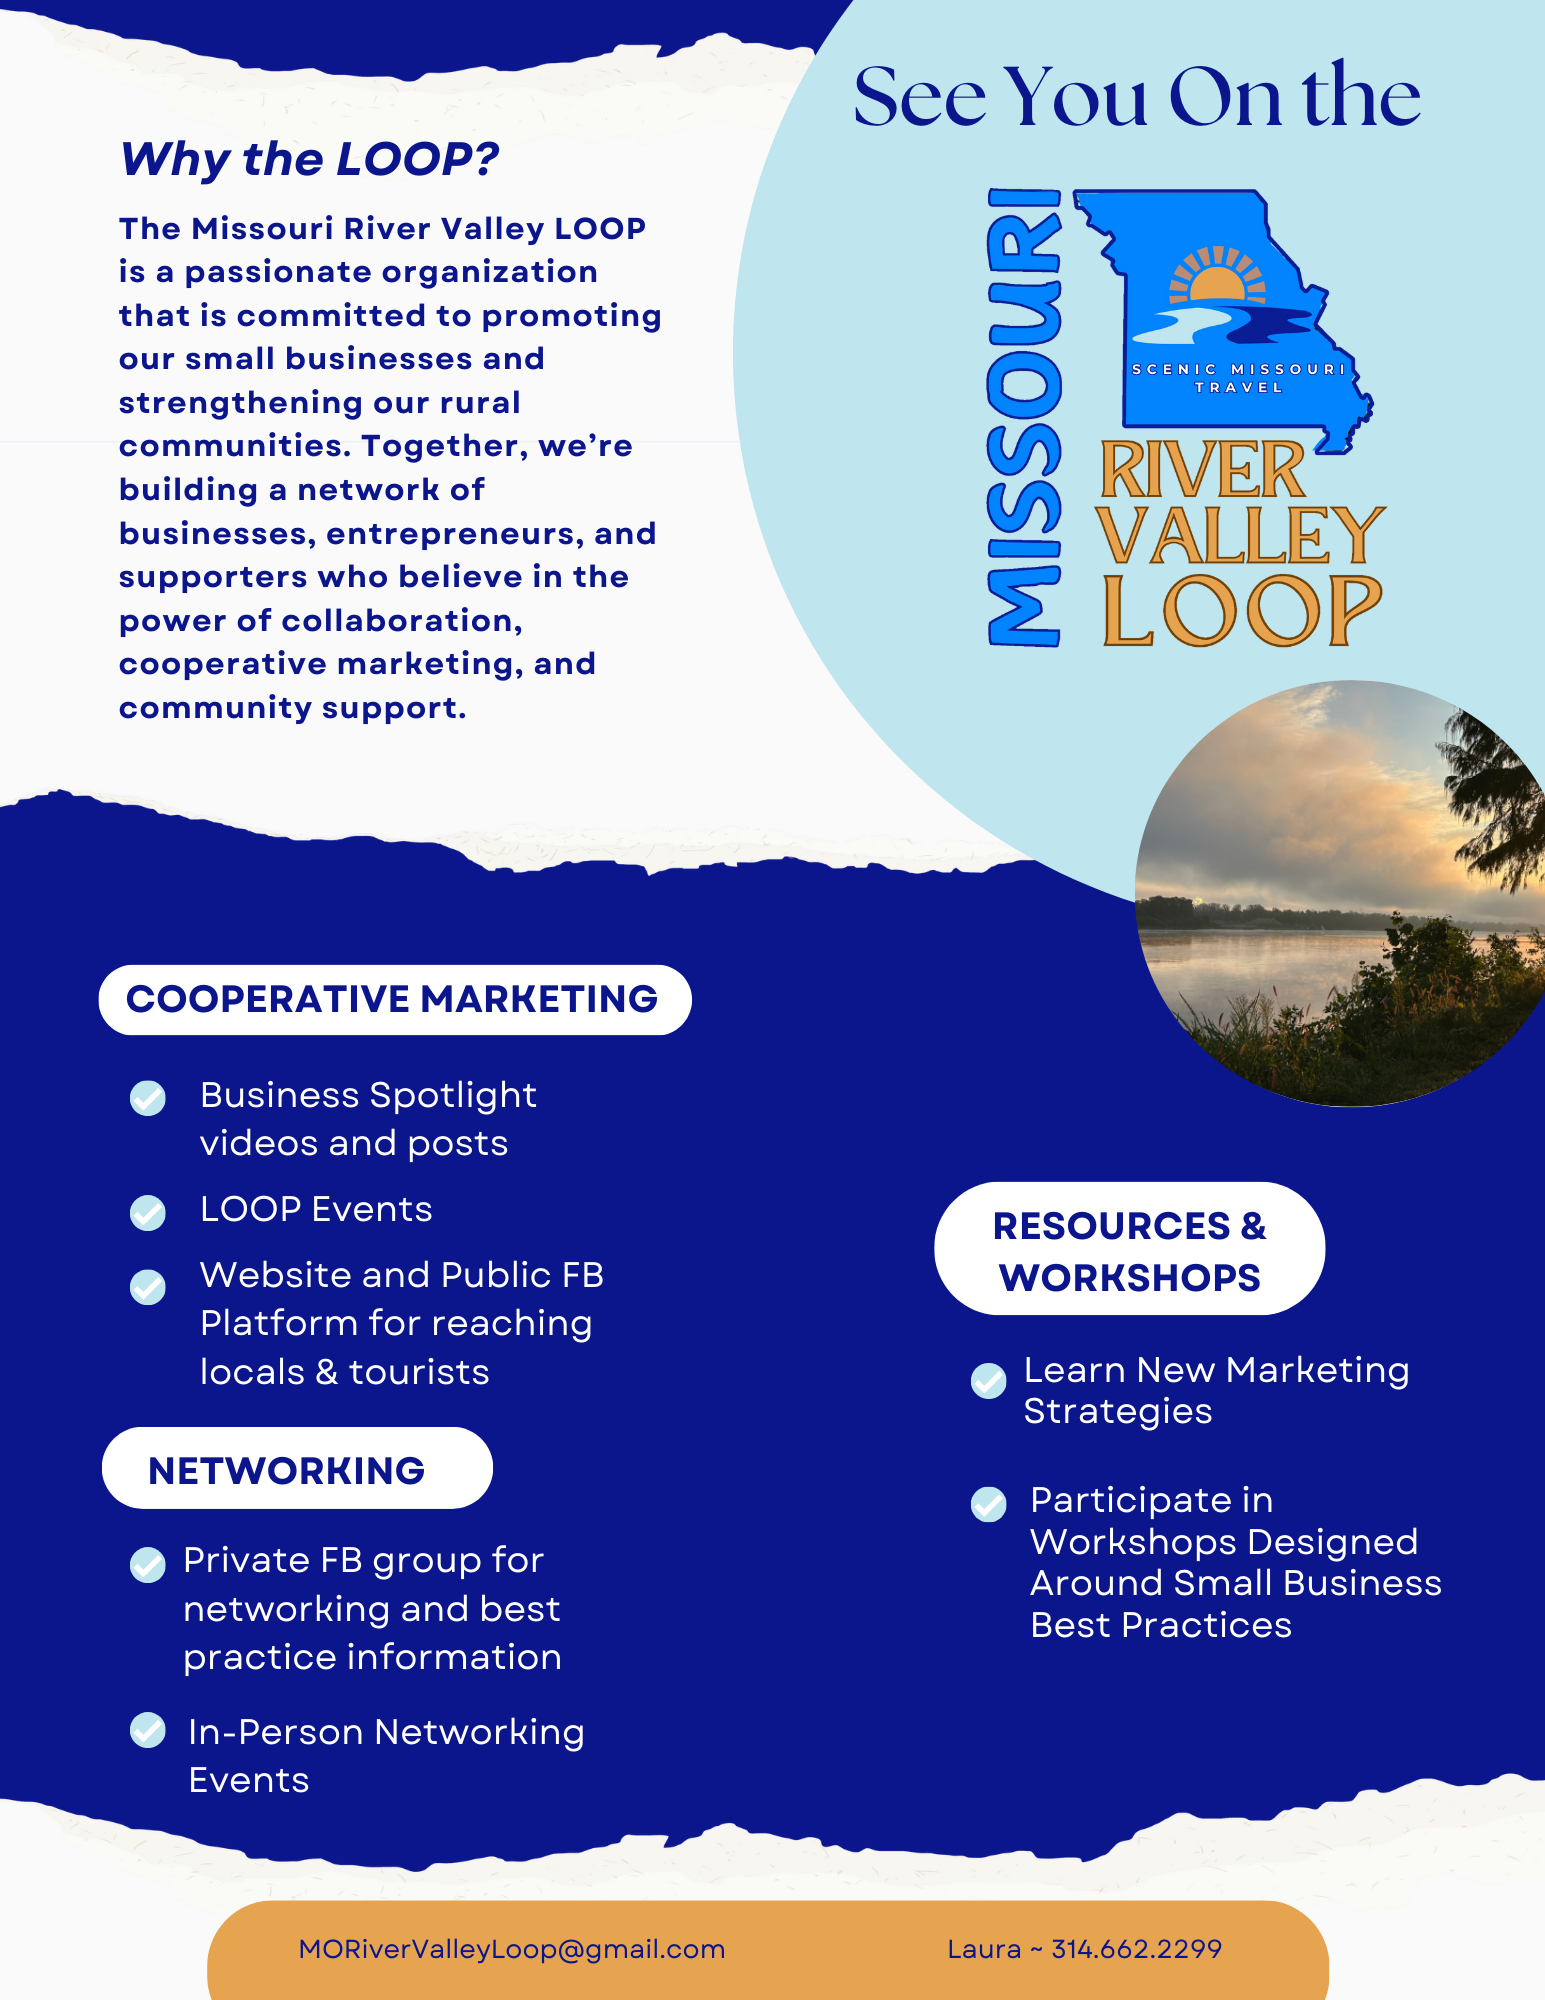 See You On the
MISSOURI
SCENIC MISSOURI
TRAVEL
RIVER
VALLEY
LOOP
Why the LOOP?
The Missouri River Valley LOOP
is a passionate organization
that is committed to promoting
our small businesses and
strengthening our rural
communities. Together, we’re
building a network of
businesses, entrepreneurs, and
supporters who believe in the
power of collaboration,
cooperative marketing, and
community support.
COOPERATIVE MARKETING
Business Spotlight
videos and posts
LOOP Events
Website and Public FB
Platform for reaching
locals & tourists
NETWORKING
Private FB group for
networking and best
practice information
In-Person Networking
Events
RESOURCES &
WORKSHOPS
Learn New Marketing
Strategies
Participate in
Workshops Designed
Around Small Business
Best Practices
MORiverValleyLoop@gmail.com
Laura ~ 314.662.2299